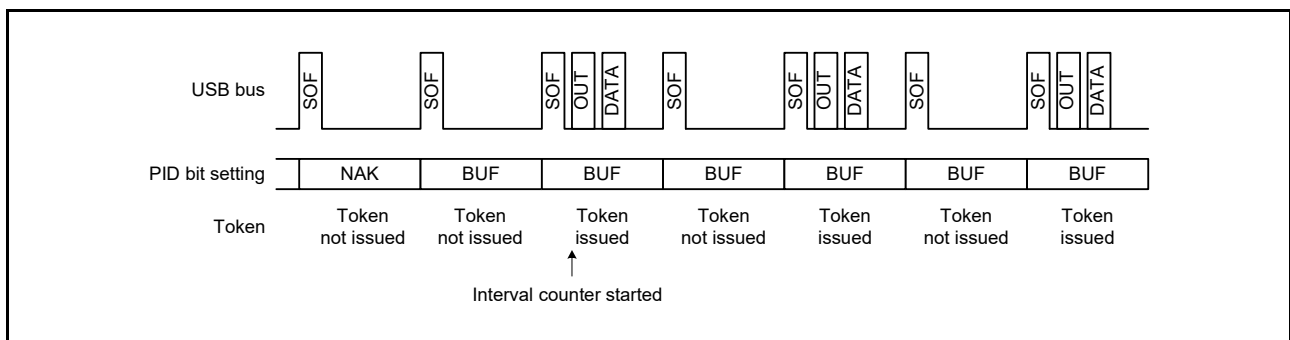 USB bus
SOF
SOF
SOF
OUT
DATA
SOF
SOF
OUT
DATA
SOF
SOF
OUT
DATA
PID bit setting
NAK
BUF
BUF
BUF
BUF
BUF
BUF
Token
Token
not issued
Token
not issued
Token
issued
Token
not issued
Token
issued
Token
not issued
Token
issued
Interval counter started